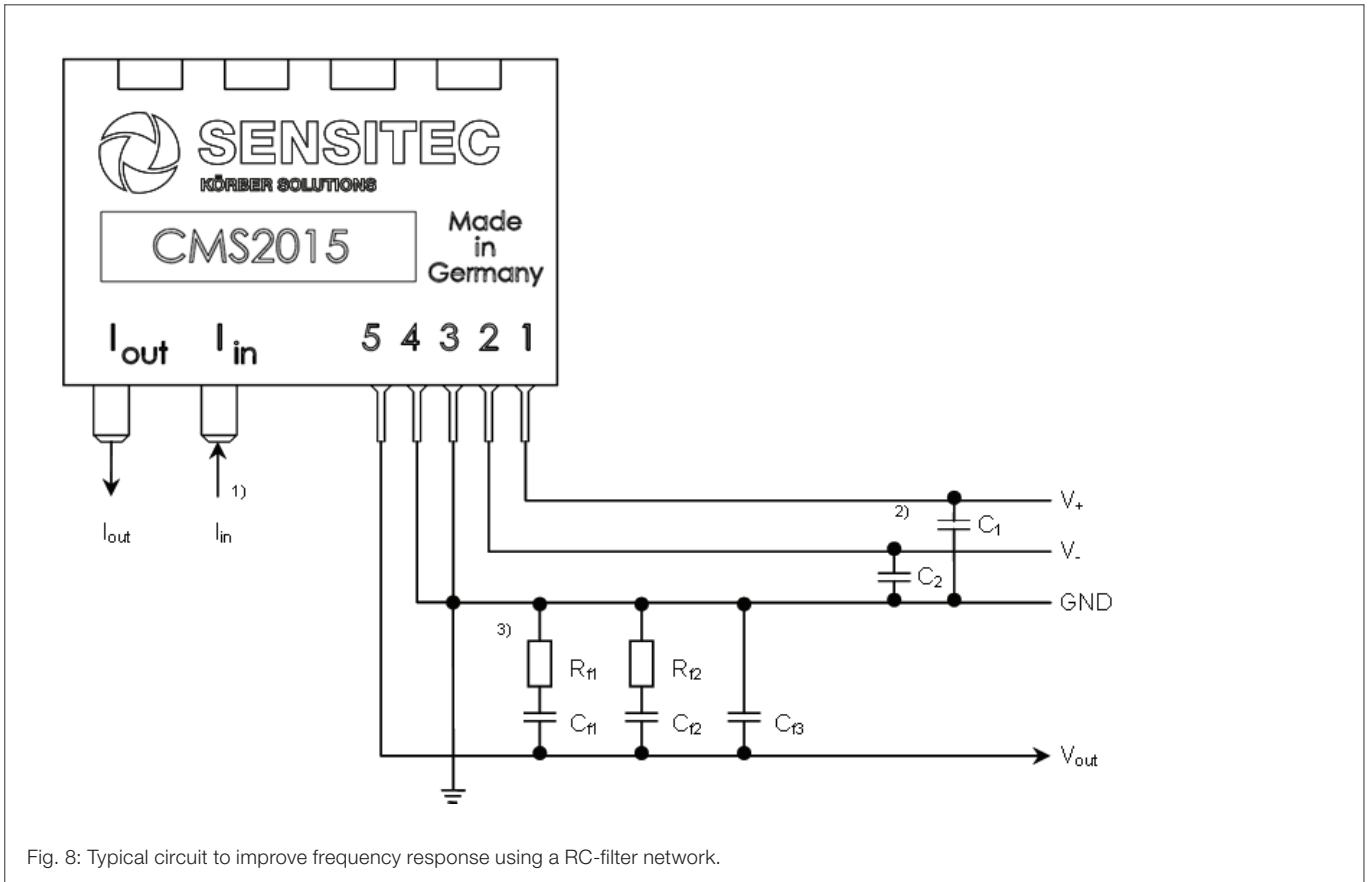 SENSITEC
KÖRBER SOLUTIONS
CMS2015
Made
in
Germany
Iout Iin 5 4 3 2 1
1)
Iout Iin
V+
2) C1
V-
C2
GND
3)
Rf1 Rf2
Cf1 Cf2 Cf3
Vout
Fig. 8: Typical circuit to improve frequency response using a RC-filter network.